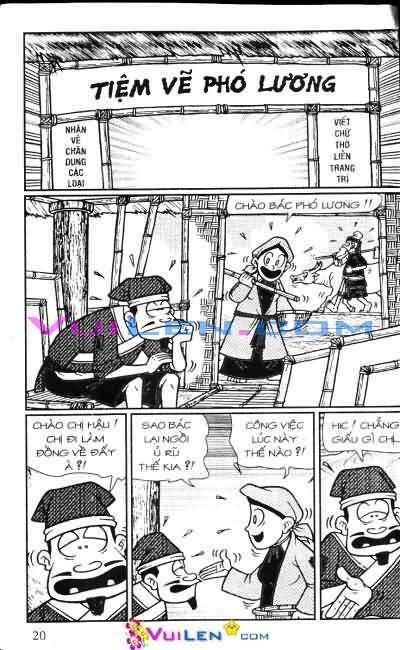 TIỆM VẼ PHÓ LƯƠNG
NHẬN
VẼ
CHÂN
DUNG
CÁC
LOẠI
VIẾT
CHỮ
THỜ
LIỄN
TRANG
TRÍ
CHÀO BÁC PHÓ LƯƠNG !!
VUILEN.COM
CHÀO CHỊ HẬU !
CHỊ ĐI LÀM
ĐỒNG VỀ ĐẤY
À ?!
SAO BÁC
LẠI NGỒI
Ủ RŨ
THẾ KIA ?!
CÔNG VIỆC
LÚC NÀY
THẾ NÀO ?!
HIC ! CHẲNG
GIẤU GÌ CHỊ...
20
VUILEN.COM